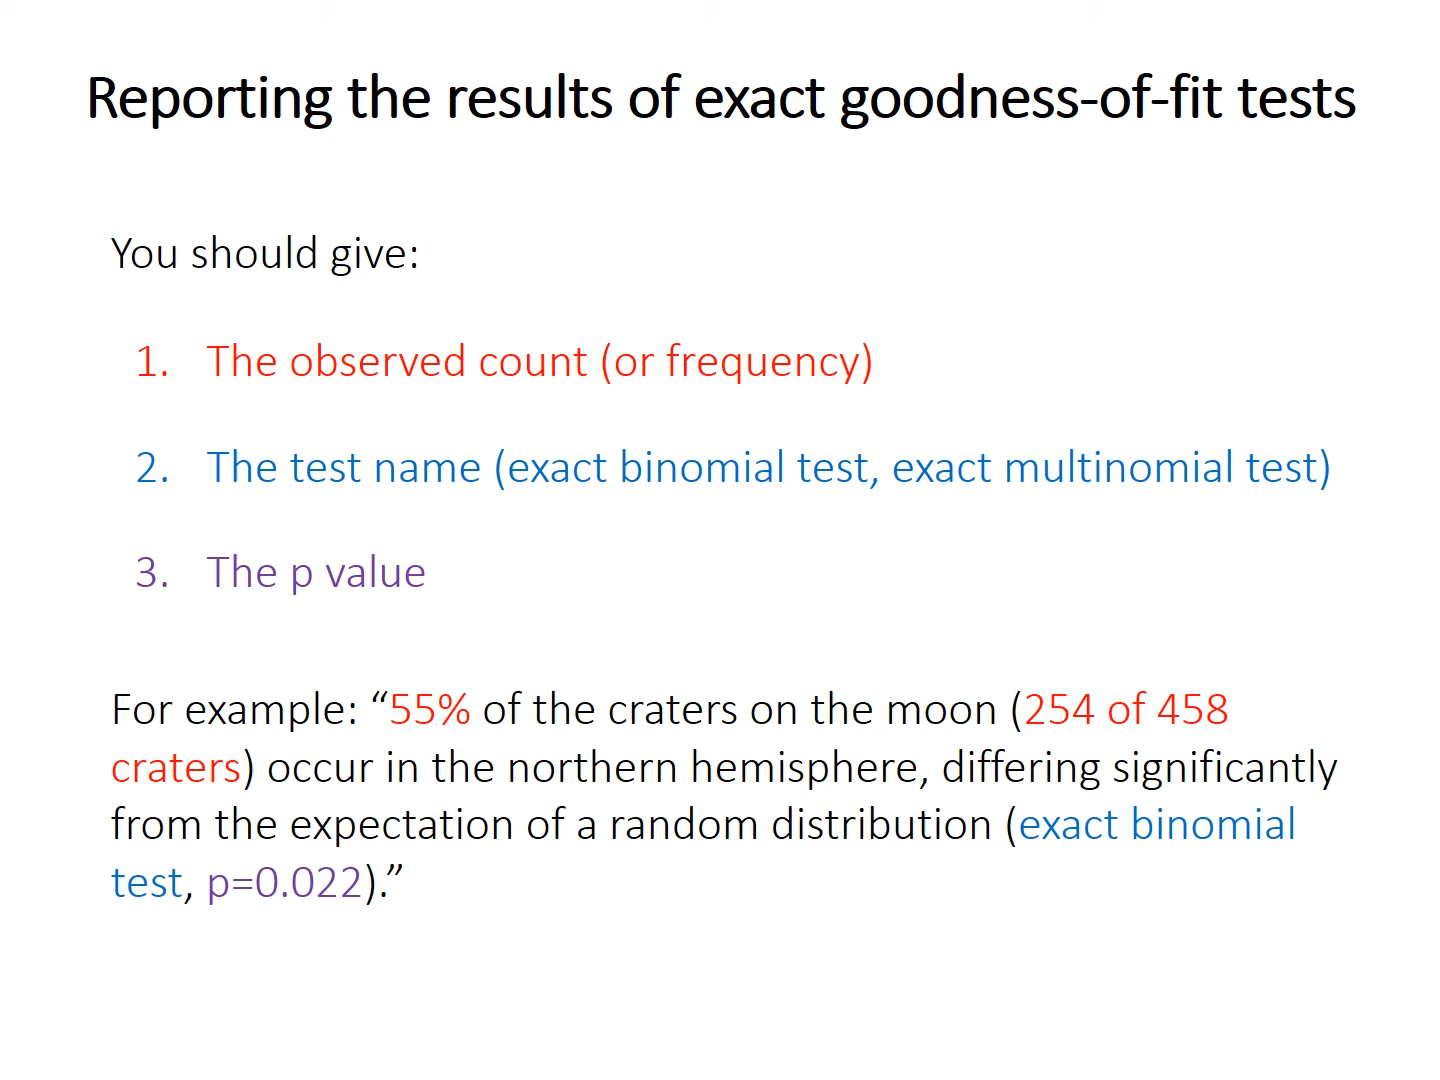 Reporting the results of exact goodness-of-fit tests
You should give:
1. The observed count (or frequency)
2. The test name (exact binomial test, exact multinomial test)
3. The p value
For example: “55% of the craters on the moon (254 of 458
craters) occur in the northern hemisphere, differing significantly
from the expectation of a random distribution (exact binomial
test, p=0.022).”